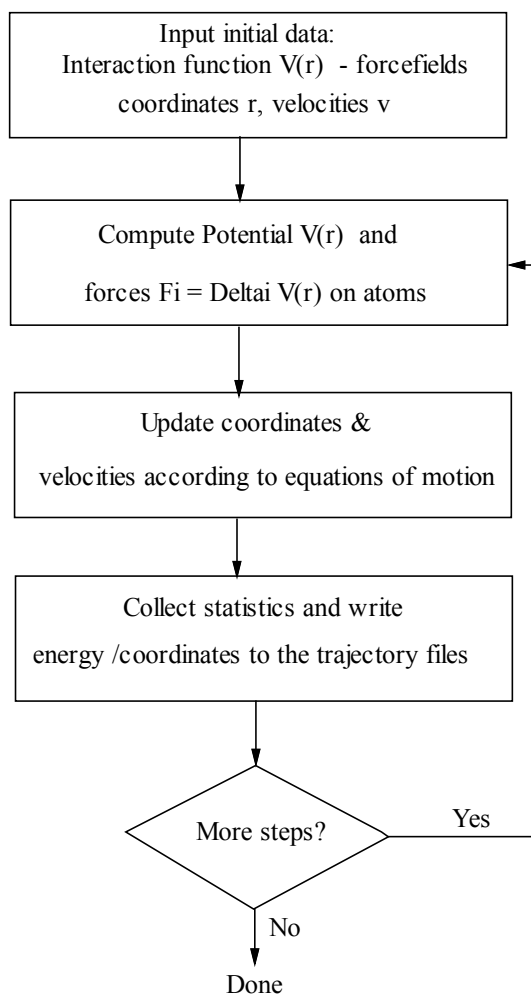 Input initial data:
Interaction function V(r) - forcefields
coordinates r, velocities v
Compute Potential V(r) and
forces Fi = Deltai V(r) on atoms
Update coordinates &
velocities according to equations of motion
Collect statistics and write
energy /coordinates to the trajectory files
More steps?
Yes
No
Done